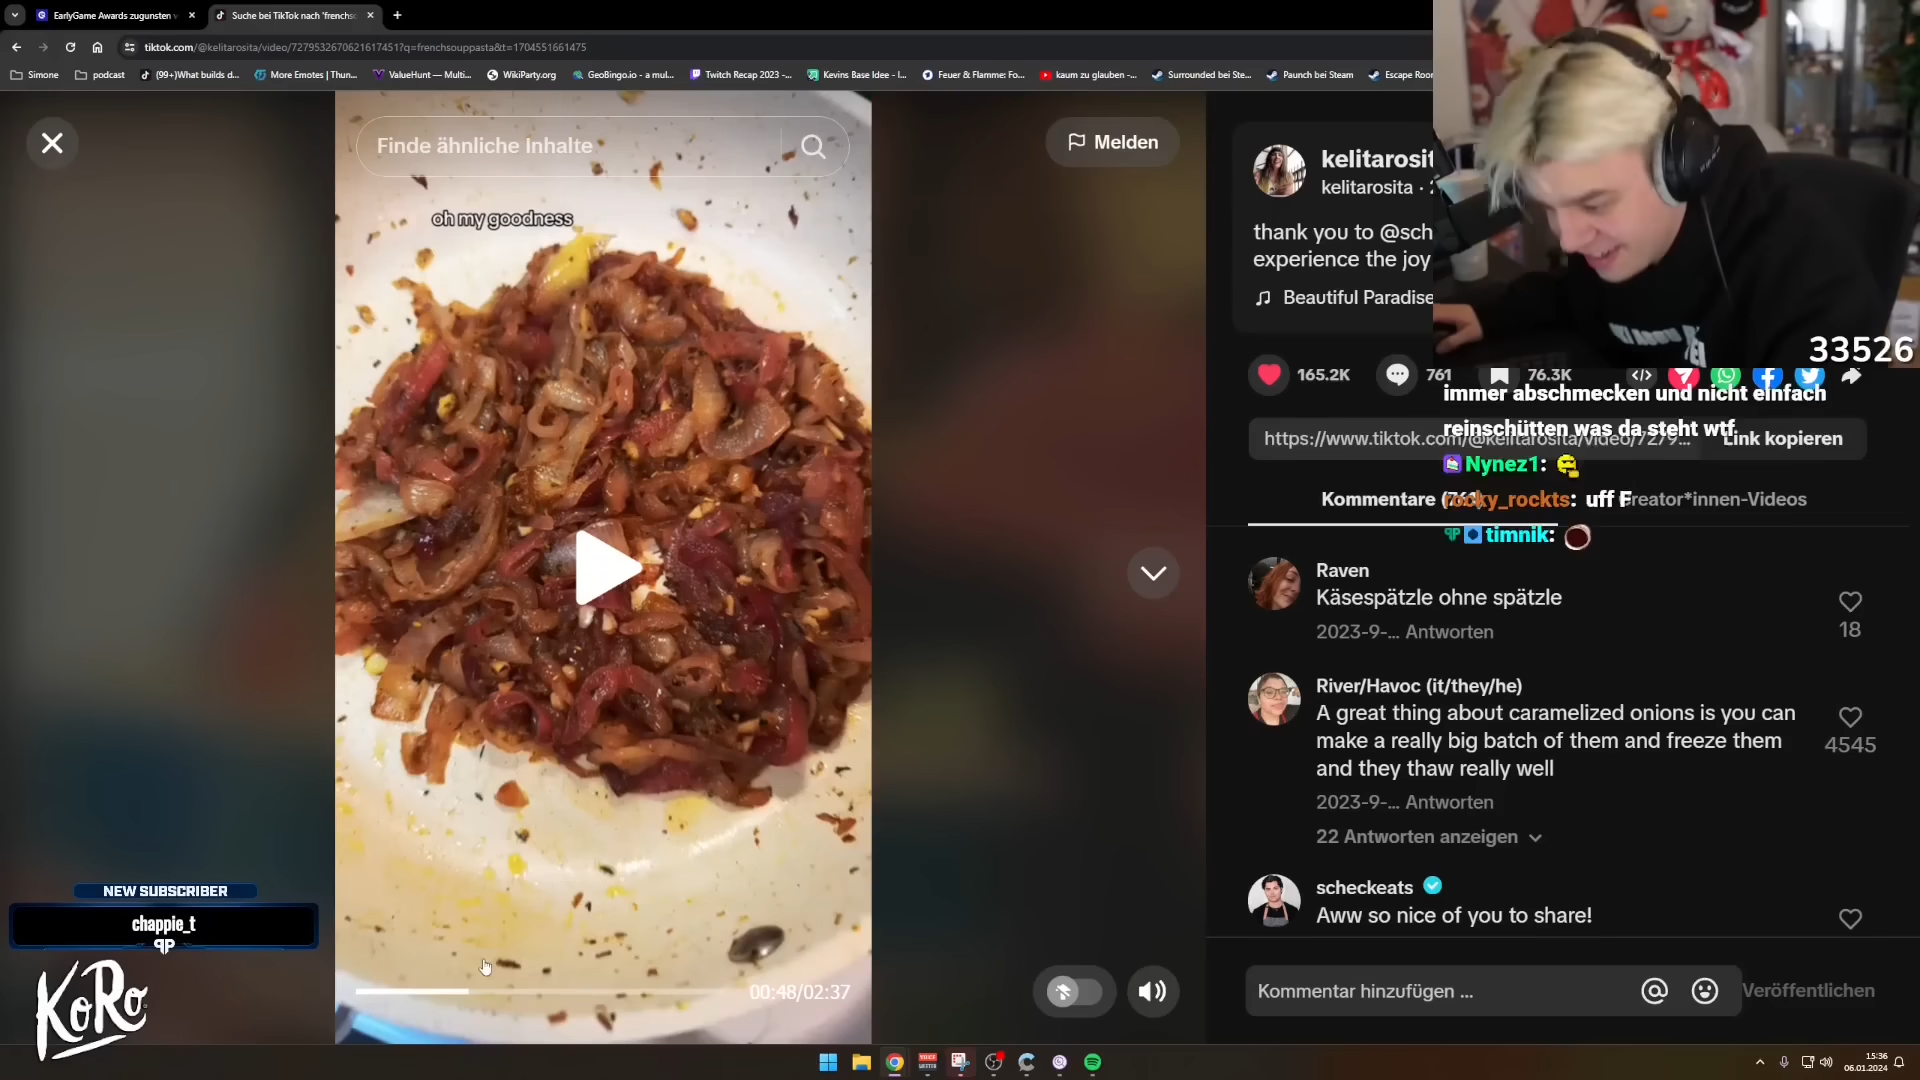 EarlyGame Awards zugunsten v
Suche bei TikTok nach 'frenchso
tiktok.com/@kelitarosita/video/7279532670621617451?q=frenchsouppasta&t=1704551661475
Simone
podcast
(99+)What builds d...
More Emotes | Thun...
ValueHunt — Multi...
WikiParty.org
GeoBingo.io - a mul...
Twitch Recap 2023 -...
Kevins Base Idee - I...
Feuer & Flamme: Fo...
kaum zu glauben -...
Surrounded bei Ste...
Paunch bei Steam
Escape Roo
Finde ähnliche Inhalte
Melden
oh my goodness
kelitarosit
kelitarosita ·
thank you to @sch
experience the joy
Beautiful Paradise
33526
165.2K
761
76.3K
immer abschmecken und nicht einfach
reinschütten was da steht wtf
https://www.tiktok.com/@kelitarosita/video/7279...
Link kopieren
Nynez1:
Kommentare
rocky_rockts: uff F
reator*innen-Videos
timnik:
Raven
Käsespätzle ohne spätzle
2023-9-... Antworten
18
River/Havoc (it/they/he)
A great thing about caramelized onions is you can
make a really big batch of them and freeze them
and they thaw really well
4545
2023-9-... Antworten
22 Antworten anzeigen
scheckeats
Aww so nice of you to share!
NEW SUBSCRIBER
chappie_t
KoRo
00:48/02:37
Kommentar hinzufügen ...
Veröffentlichen
15:36
06.01.2024